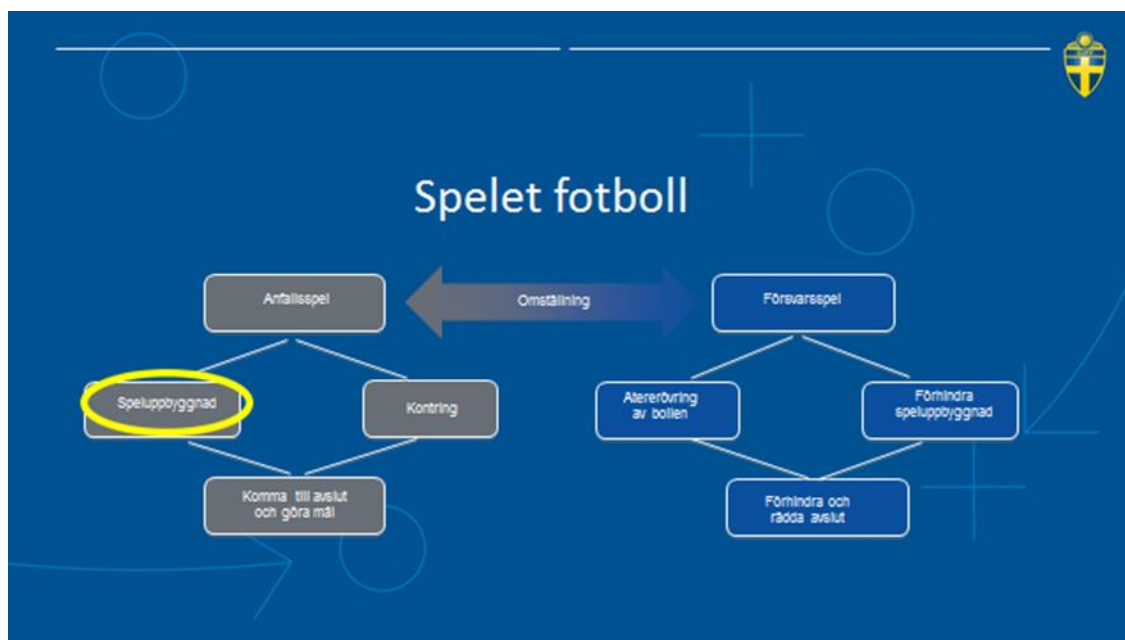 Spelet fotboll
Anfallsspel
Omställning
Försvarsspel
Speluppbyggnad
Kontring
Återerövring
av bollen
Förhindra
speluppbyggnad
Komma till avslut
och göra mål
Förhindra och
rädda avslut